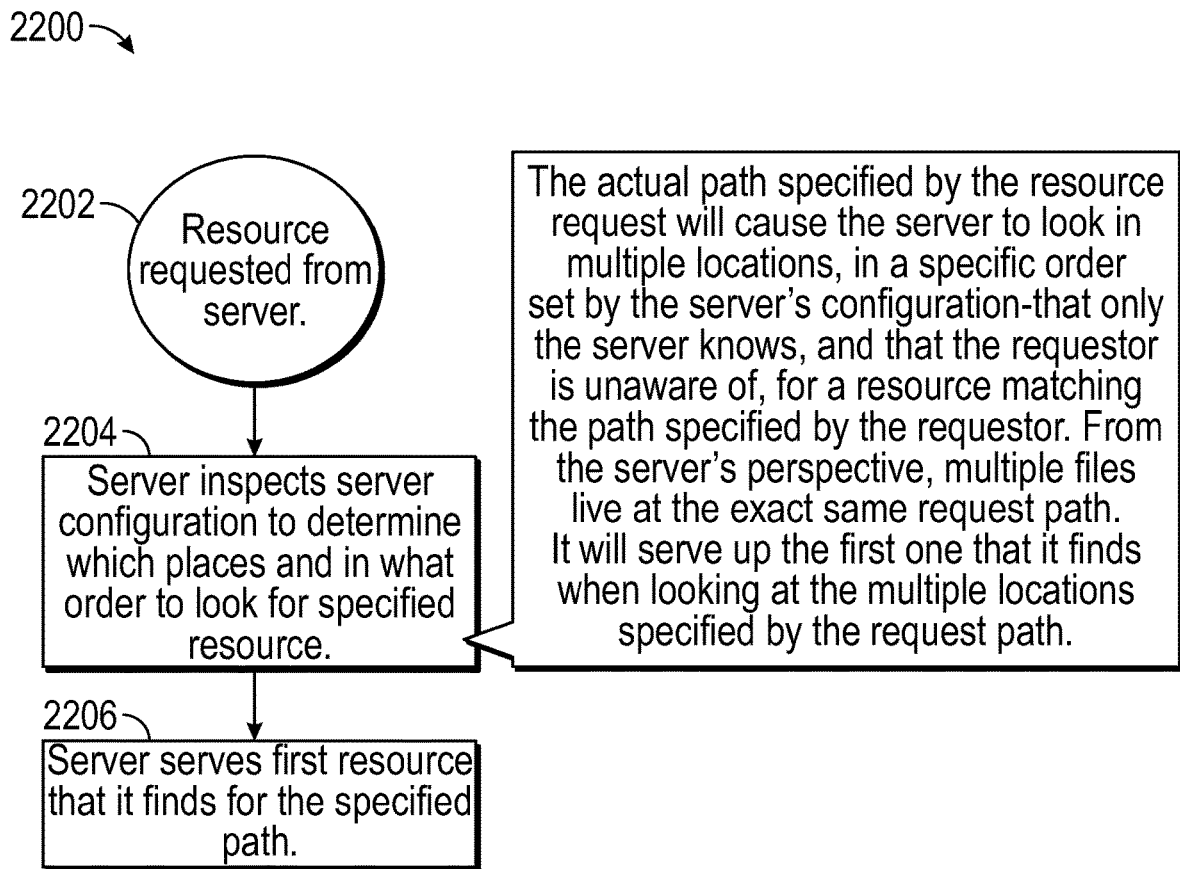 2200
2202
Resource
requested from
server.
2204
Server inspects server
configuration to determine
which places and in what
order to look for specified
resource.
The actual path specified by the resource
request will cause the server to look in
multiple locations, in a specific order
set by the server's configuration-that only
the server knows, and that the requestor
is unaware of, for a resource matching
the path specified by the requestor. From
the server's perspective, multiple files
live at the exact same request path.
It will serve up the first one that it finds
when looking at the multiple locations
specified by the request path.
2206
Server serves first resource
that it finds for the specified
path.